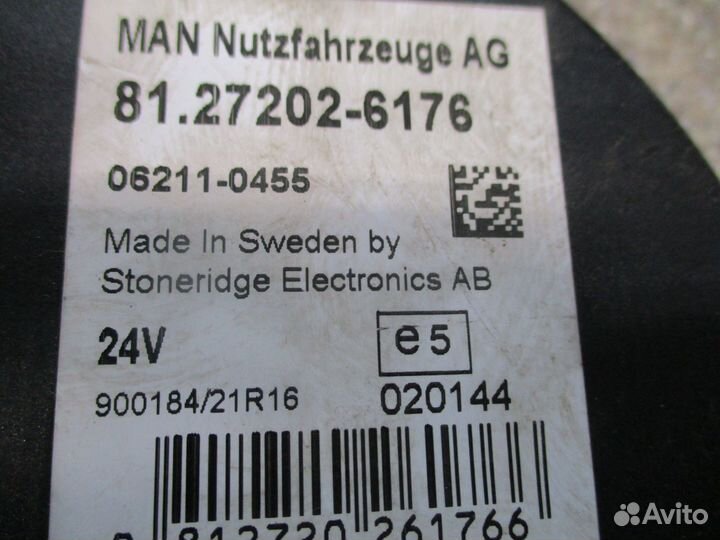 MAN Nutzfahrzeuge AG
81.27202-6176
06211-0455
Made In Sweden by
Stoneridge Electronics AB
24V
e5
900184/21R16
020144
812720 261766
Avito